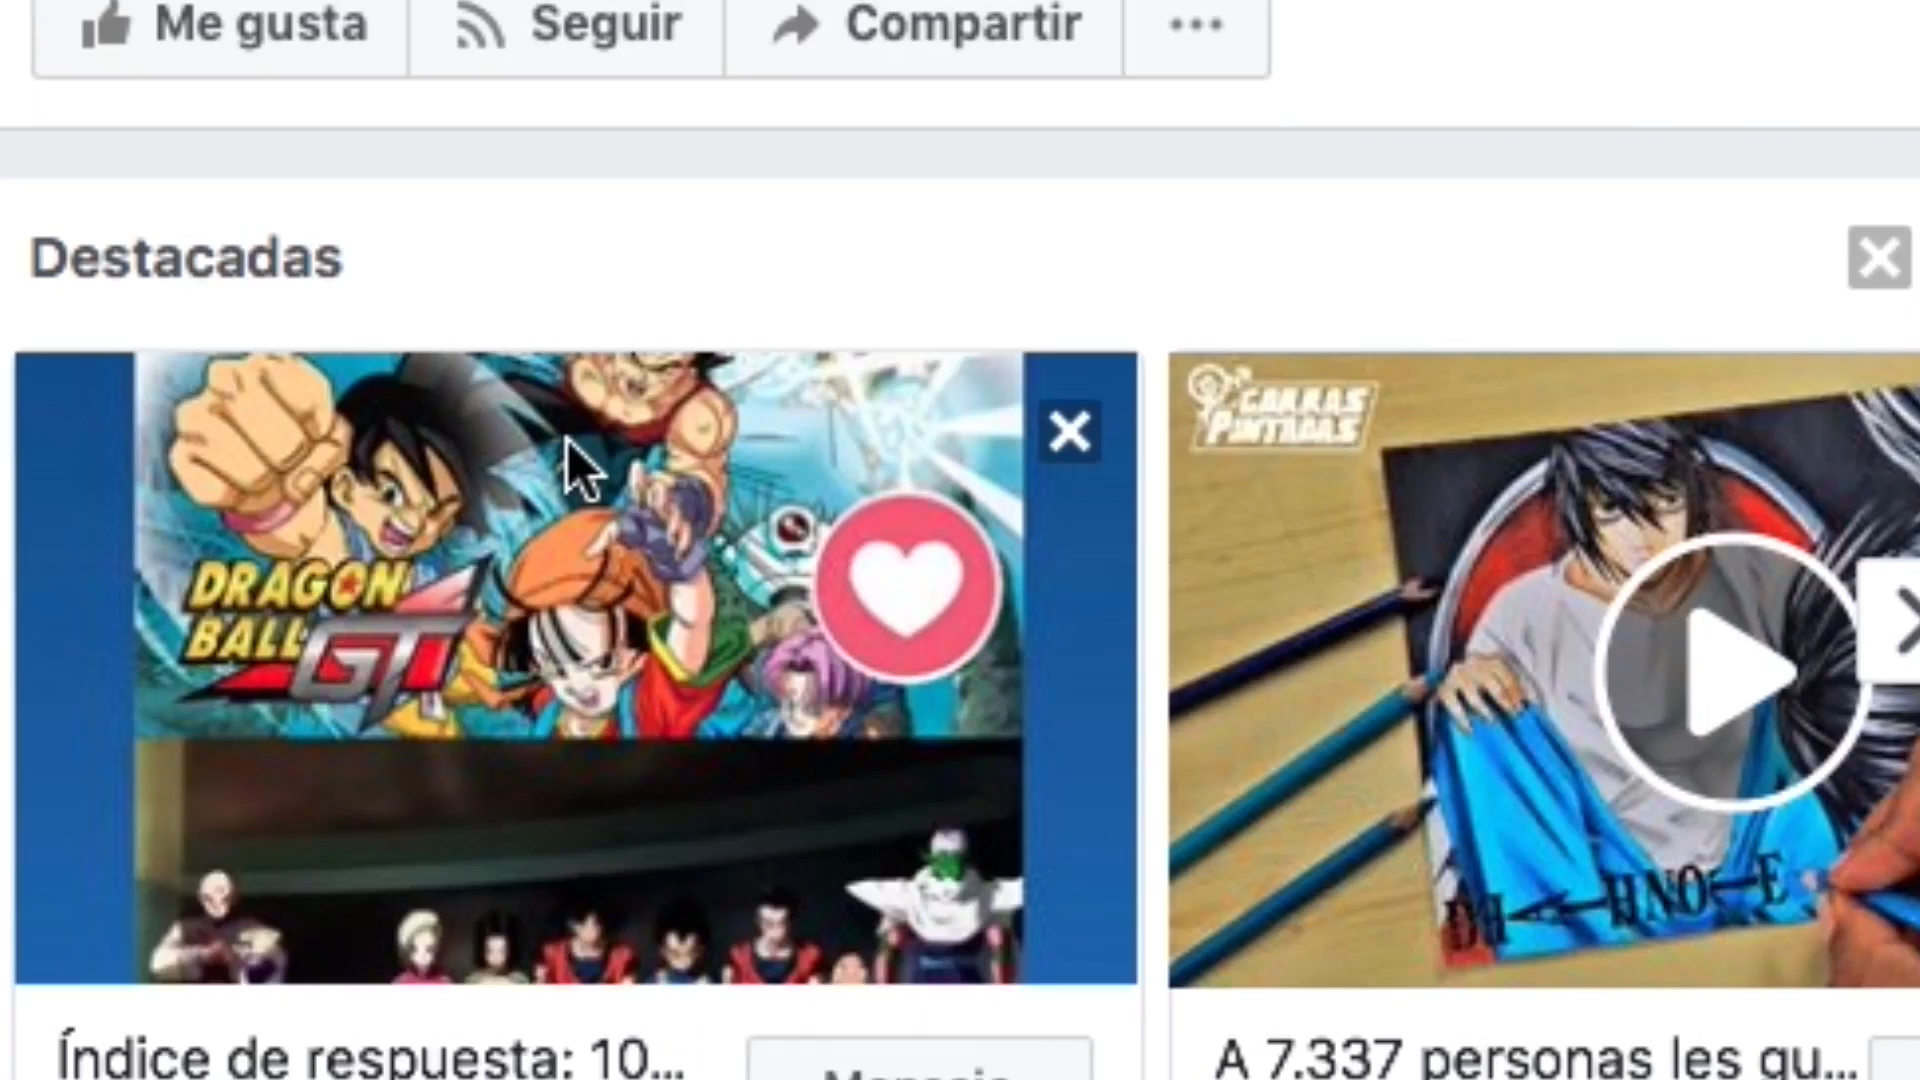 Me gusta
Seguir
Compartir
Destacadas
GARRAS
PINTADAS
DRAGON
BALL
GT
Índice de respuesta: 10...
Mensaje
A 7.337 personas les gu...